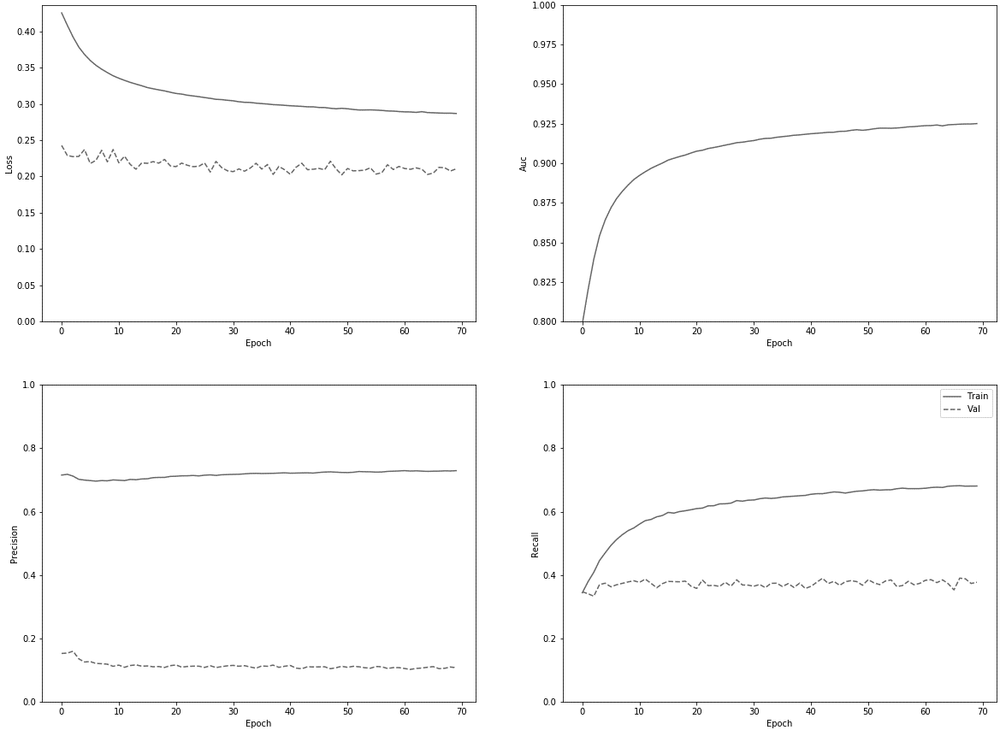 0.40
0.35
0.30
0.25
0.20
0.15
0.10
0.05
0.00
Loss
0 10 20 30 40 50 60 70
Epoch
1.000
0.975
0.950
0.925
0.900
0.875
0.850
0.825
0.800
Auc
0 10 20 30 40 50 60 70
Epoch
1.0
0.8
0.6
0.4
0.2
0.0
Precision
0 10 20 30 40 50 60 70
Epoch
1.0
0.8
0.6
0.4
0.2
0.0
Recall
Train
Val
0 10 20 30 40 50 60 70
Epoch